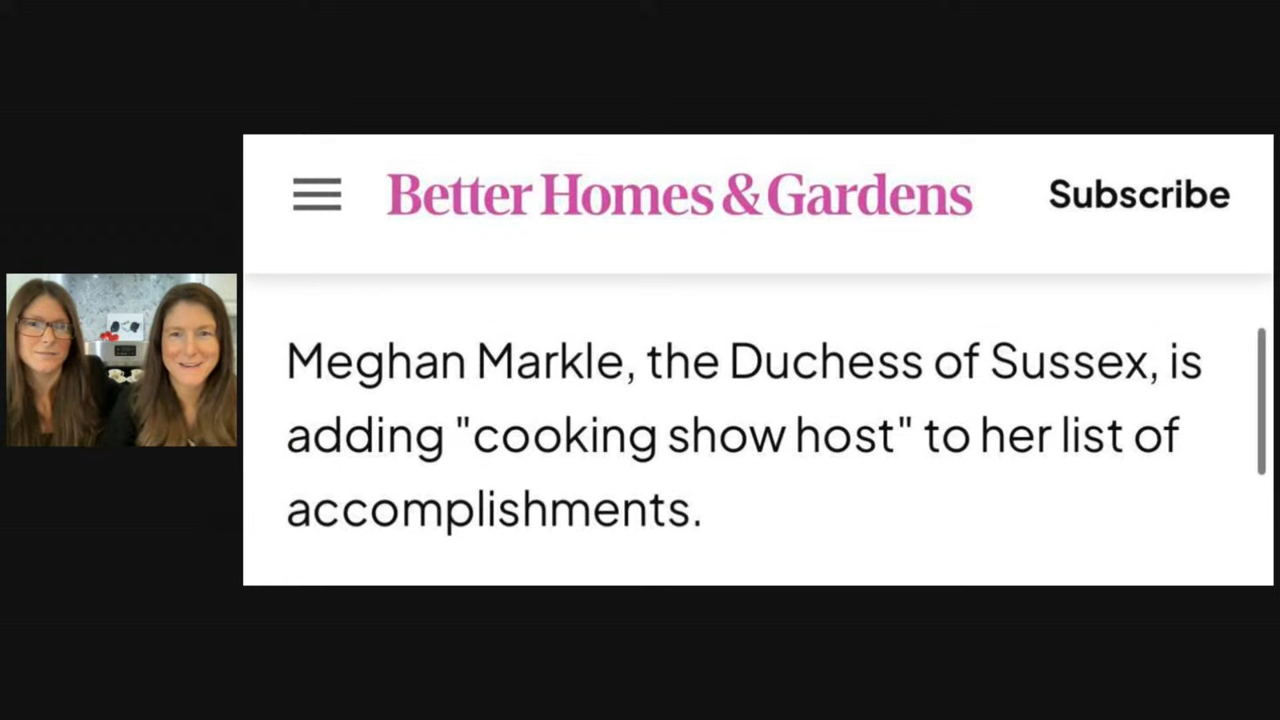 Better Homes & Gardens
Subscribe
Meghan Markle, the Duchess of Sussex, is
adding "cooking show host" to her list of
accomplishments.